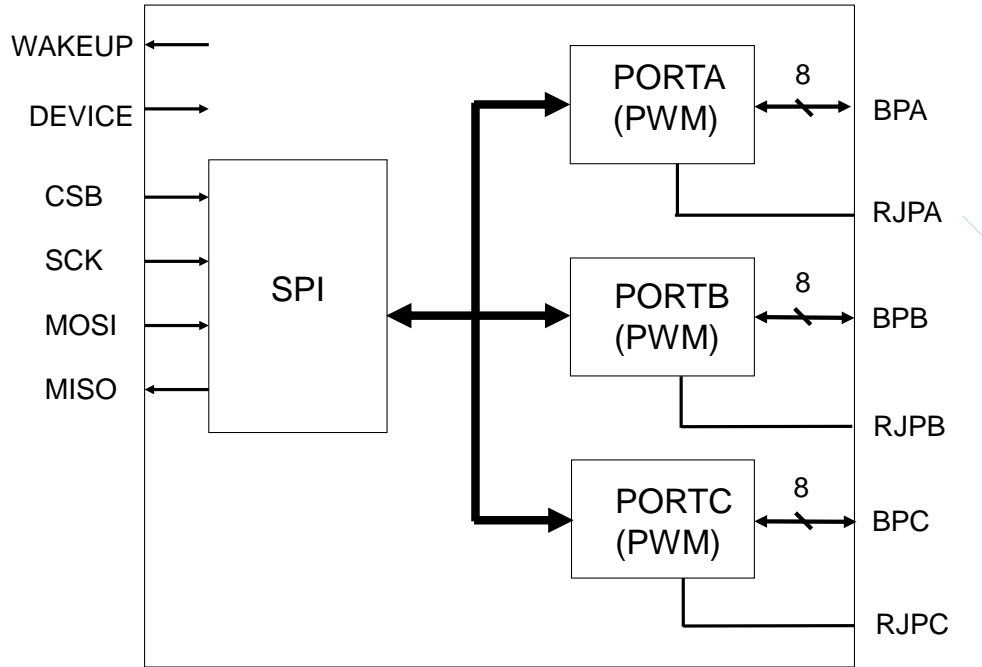 WAKEUP
DEVICE
CSB
SCK
MOSI
MISO
SPI
PORTA
(PWM)
8
BPA
RJPA
PORTB
(PWM)
8
BPB
RJPB
PORTC
(PWM)
8
BPC
RJPC